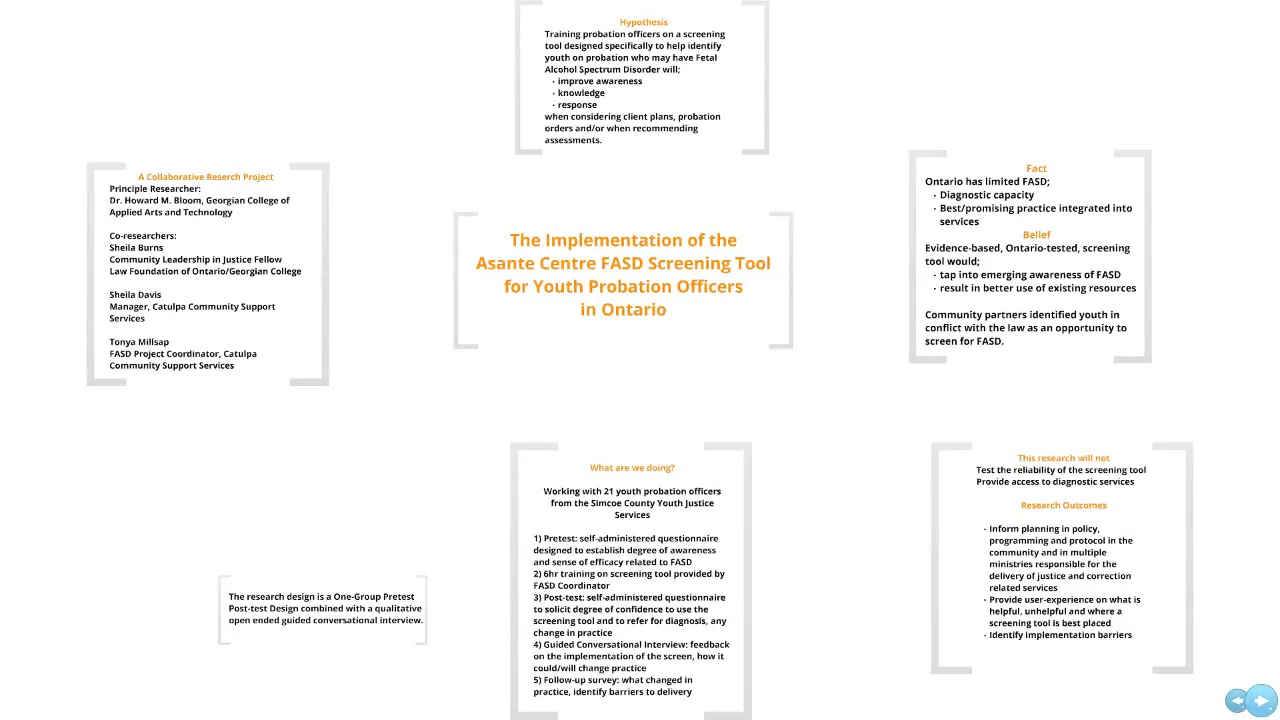 Hypothesis
Training probation officers on a screening
tool designed specifically to help identify
youth on probation who may have Fetal
Alcohol Spectrum Disorder will;
· improve awareness
· knowledge
· response
when considering client plans, probation
orders and/or when recommending
assessments.
A Collaborative Reserch Project
Principle Researcher:
Dr. Howard M. Bloom, Georgian College of
Applied Arts and Technology
Co-researchers:
Sheila Burns
Community Leadership in Justice Fellow
Law Foundation of Ontario/Georgian College
Sheila Davis
Manager, Catulpa Community Support
Services
Tonya Millsap
FASD Project Coordinator, Catulpa
Community Support Services
The Implementation of the
Asante Centre FASD Screening Tool
for Youth Probation Officers
in Ontario
Fact
Ontario has limited FASD;
· Diagnostic capacity
· Best/promising practice integrated into
services
Belief
Evidence-based, Ontario-tested, screening
tool would;
· tap into emerging awareness of FASD
· result in better use of existing resources
Community partners identified youth in
conflict with the law as an opportunity to
screen for FASD.
The research design is a One-Group Pretest
Post-test Design combined with a qualitative
open ended guided conversational interview.
What are we doing?
Working with 21 youth probation officers
from the Simcoe County Youth Justice
Services
1) Pretest: self-administered questionnaire
designed to establish degree of awareness
and sense of efficacy related to FASD
2) 6hr training on screening tool provided by
FASD Coordinator
3) Post-test: self-administered questionnaire
to solicit degree of confidence to use the
screening tool and to refer for diagnosis, any
change in practice
4) Guided Conversational Interview: feedback
on the implementation of the screen, how it
could/will change practice
5) Follow-up survey: what changed in
practice, identify barriers to delivery
This research will not
Test the reliability of the screening tool
Provide access to diagnostic services
Research Outcomes
· Inform planning in policy,
programming and protocol in the
community and in multiple
ministries responsible for the
delivery of justice and correction
related services
· Provide user-experience on what is
helpful, unhelpful and where a
screening tool is best placed
· Identify implementation barriers